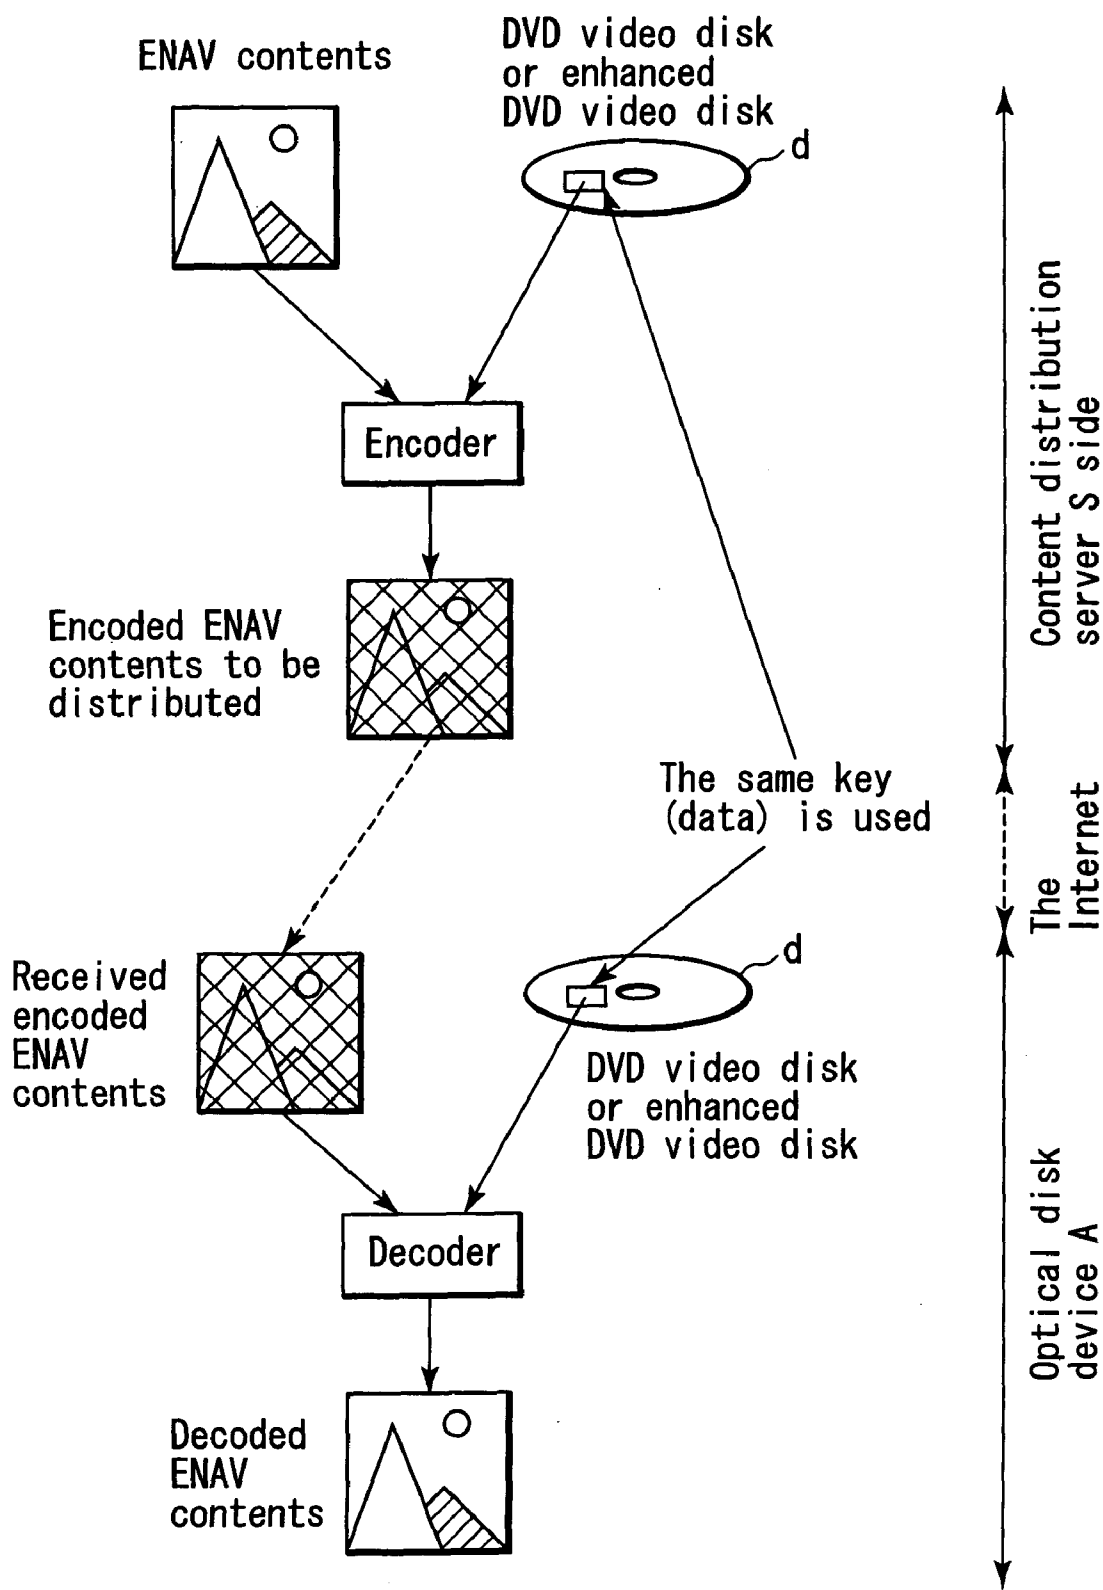 ENAV contents
DVD video disk
or enhanced
DVD video disk
d
Encoder
Encoded ENAV
contents to be
distributed
Content distribution
server S side
The same key
(data) is used
The
Internet
Received
encoded
ENAV
contents
d
DVD video disk
or enhanced
DVD video disk
Decoder
Optical disk
device A
Decoded
ENAV
contents